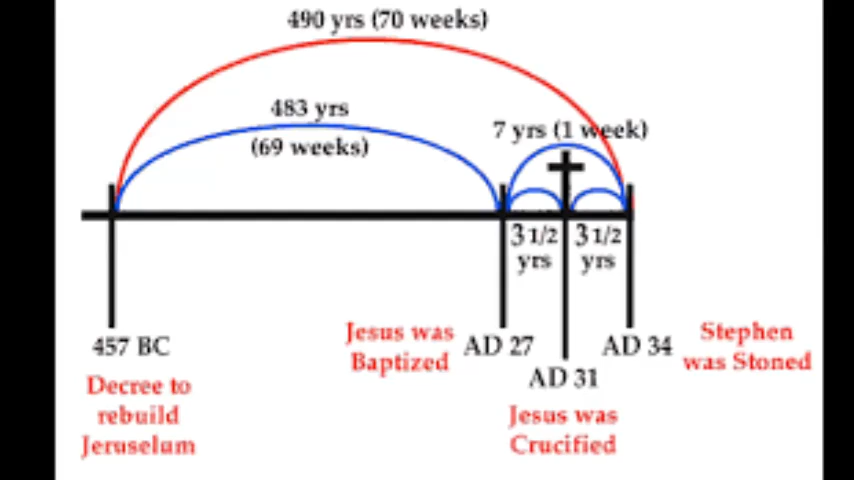 490 yrs (70 weeks)
483 yrs
(69 weeks)
7 yrs (1 week)
3 1/2
yrs
3 1/2
yrs
457 BC
Decree to
rebuild
Jeruselum
Jesus was
Baptized
AD 27
AD 31
Jesus was
Crucified
AD 34
Stephen
was Stoned